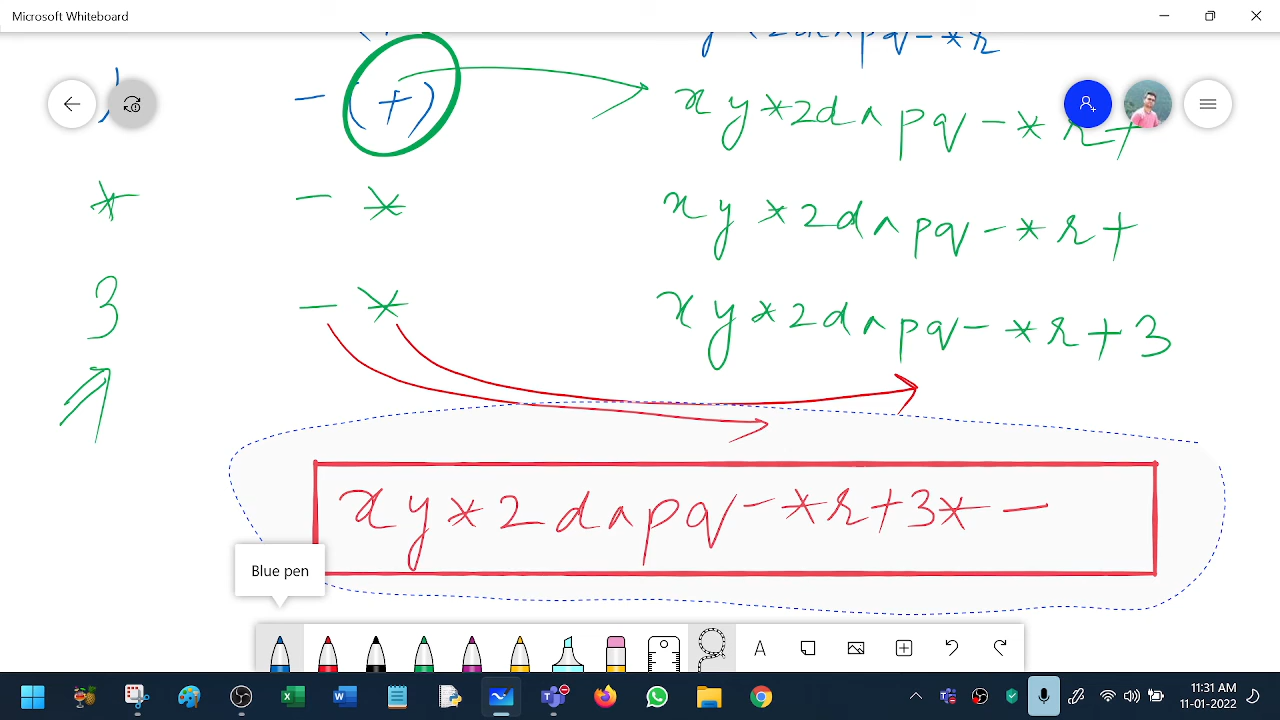 Microsoft Whiteboard
y
- (+) xy*2d^pq-*r+
* - * xy*2d^pq-*r+
3 - * xy*2d^pq-*r+3
xy*2d^pq-*r+3*-
Blue pen
A
11:31 AM
11-01-2022